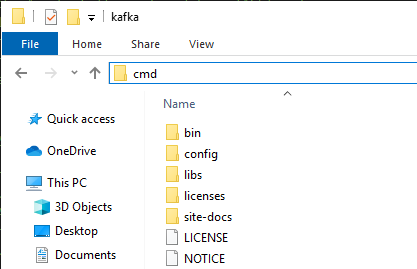 kafka
File
Home
Share
View
cmd
Name
Quick access
OneDrive
This PC
3D Objects
Desktop
Documents
bin
config
libs
licenses
site-docs
LICENSE
NOTICE